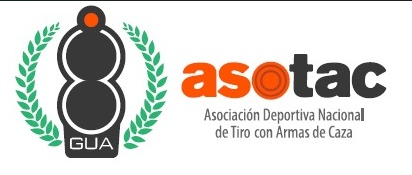 GUA
asotac
Asociación Deportiva Nacional
de Tiro con Armas de Caza